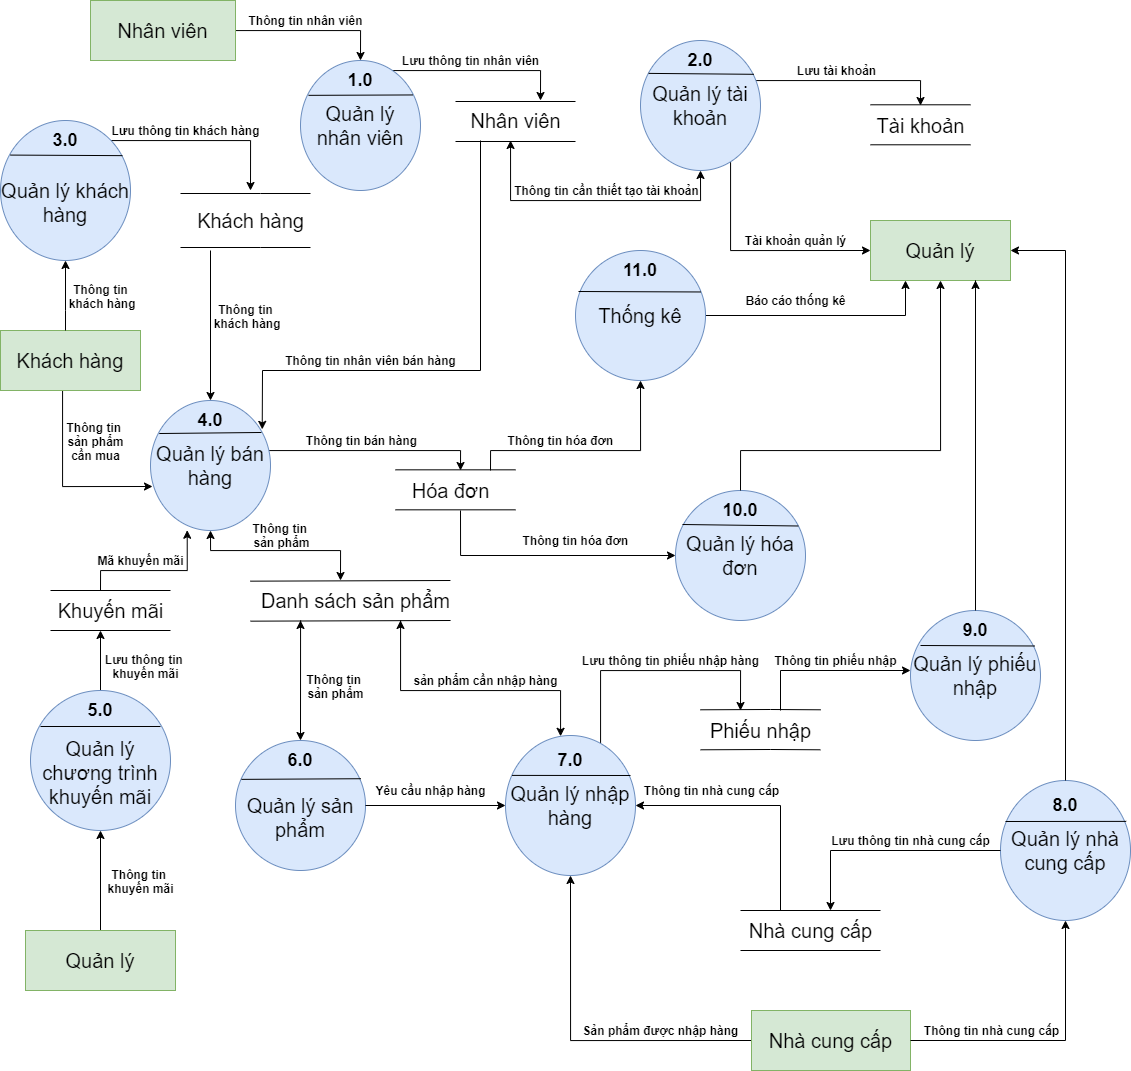 Nhân viên
Thông tin nhân viên
1.0
Quản lý
nhân viên
Lưu thông tin nhân viên
Nhân viên
2.0
Quản lý tài
khoản
Lưu tài khoản
Tài khoản
Thông tin cần thiết tạo tài khoản
3.0
Quản lý khách
hàng
Lưu thông tin khách hàng
Khách hàng
Tài khoản quản lý
Quản lý
11.0
Thống kê
Báo cáo thống kê
Thông tin
khách hàng
Thông tin
khách hàng
Khách hàng
Thông tin nhân viên bán hàng
Thông tin
sản phẩm
cần mua
4.0
Quản lý bán
hàng
Thông tin bán hàng
Thông tin hóa đơn
Hóa đơn
10.0
Quản lý hóa
đơn
Thông tin hóa đơn
Thông tin
sản phẩm
Mã khuyến mãi
Khuyến mãi
Danh sách sản phẩm
9.0
Quản lý phiếu
nhập
Lưu thông tin
khuyến mãi
Thông tin
sản phẩm
sản phẩm cần nhập hàng
Lưu thông tin phiếu nhập hàng
Thông tin phiếu nhập
Phiếu nhập
5.0
Quản lý
chương trình
khuyến mãi
6.0
Quản lý sản
phẩm
Yêu cầu nhập hàng
7.0
Quản lý nhập
hàng
Thông tin nhà cung cấp
8.0
Quản lý nhà
cung cấp
Lưu thông tin nhà cung cấp
Thông tin
khuyến mãi
Nhà cung cấp
Quản lý
Sản phẩm được nhập hàng
Nhà cung cấp
Thông tin nhà cung cấp